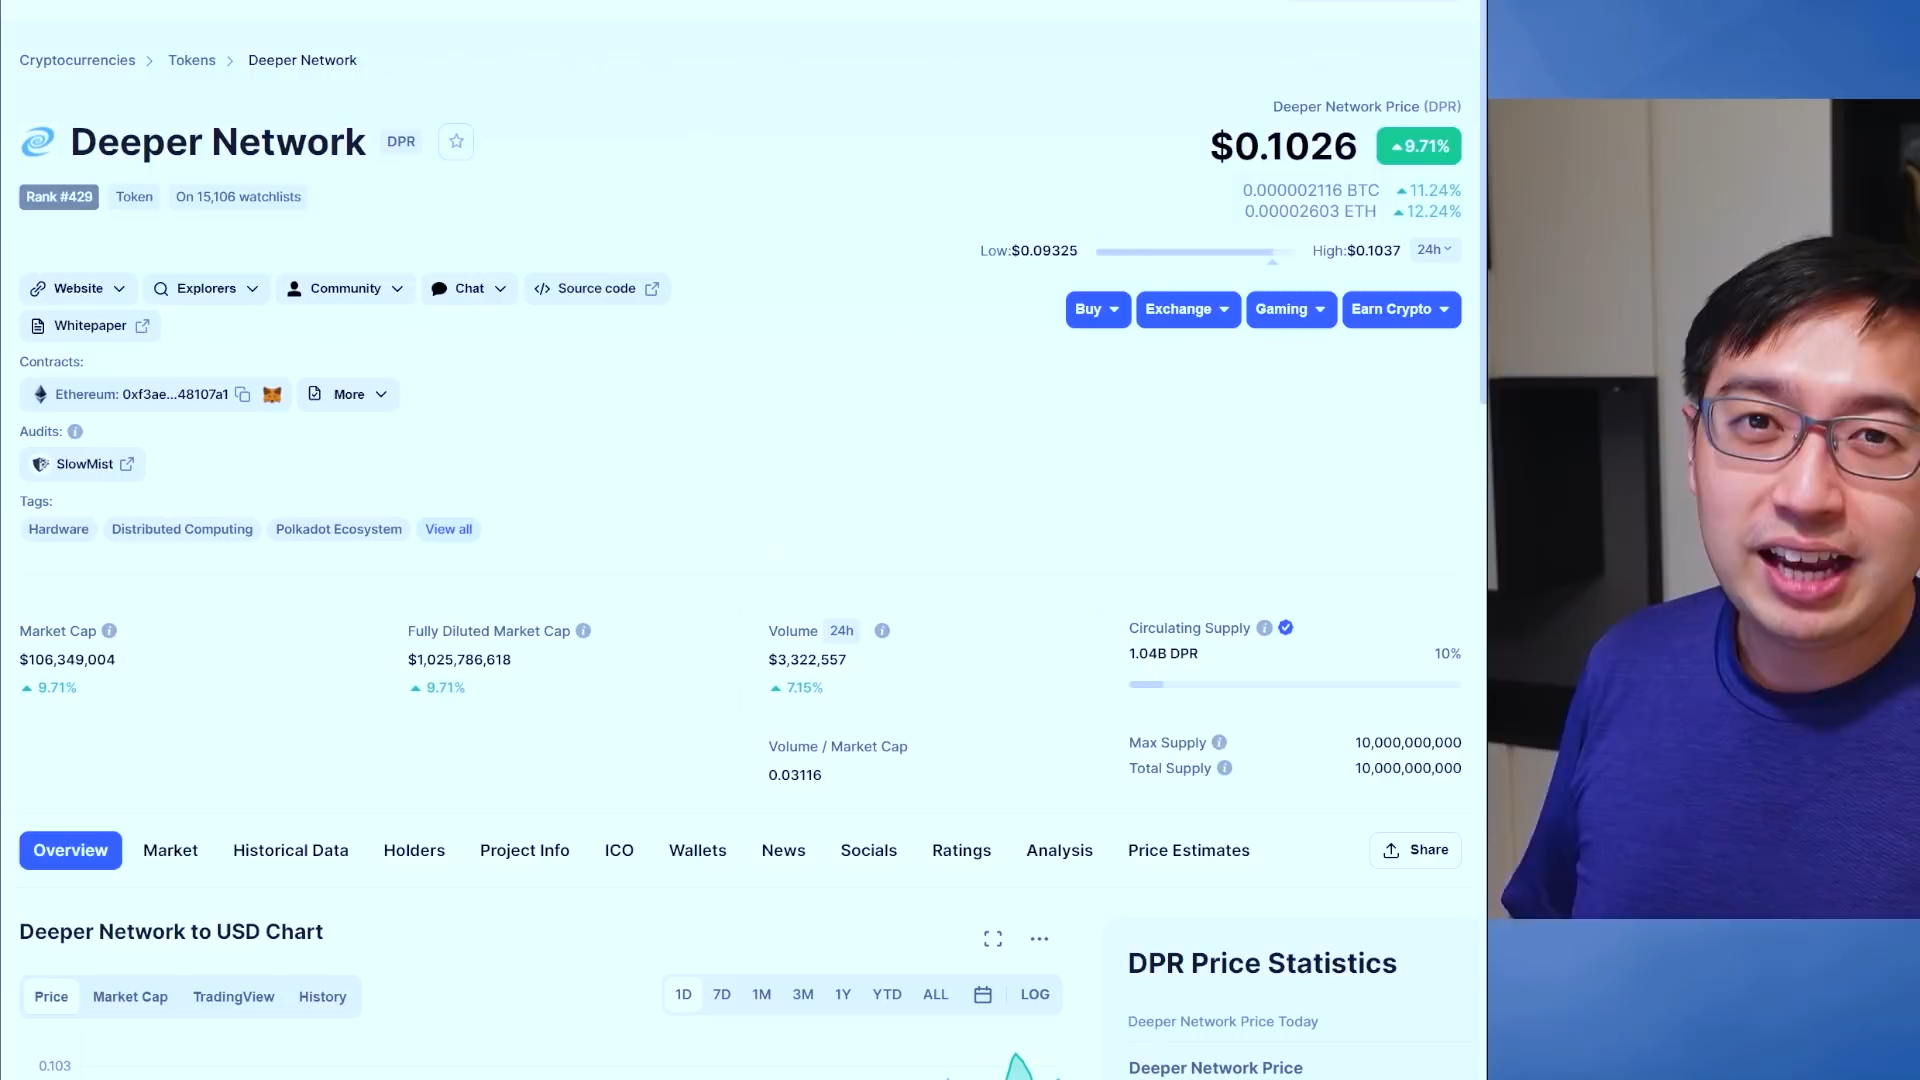 Cryptocurrencies > Tokens > Deeper Network
Deeper Network Price (DPR)
Deeper Network DPR
$0.1026 9.71%
Rank #429 Token On 15,106 watchlists
0.000002116 BTC 11.24%
0.00002603 ETH 12.24%
Low:$0.09325 High:$0.1037 24h
Website Explorers Community Chat </> Source code
Buy Exchange Gaming Earn Crypto
Whitepaper
Contracts:
Ethereum: 0xf3ae...48107a1 More
Audits:
SlowMist
Tags:
Hardware Distributed Computing Polkadot Ecosystem View all
Market Cap
$106,349,004
9.71%
Fully Diluted Market Cap
$1,025,786,618
9.71%
Volume 24h
$3,322,557
7.15%
Volume / Market Cap
0.03116
Circulating Supply
1.04B DPR 10%
Max Supply 10,000,000,000
Total Supply 10,000,000,000
Overview Market Historical Data Holders Project Info ICO Wallets News Socials Ratings Analysis Price Estimates Share
Deeper Network to USD Chart
Price Market Cap TradingView History
1D 7D 1M 3M 1Y YTD ALL LOG
0.103
DPR Price Statistics
Deeper Network Price Today
Deeper Network Price